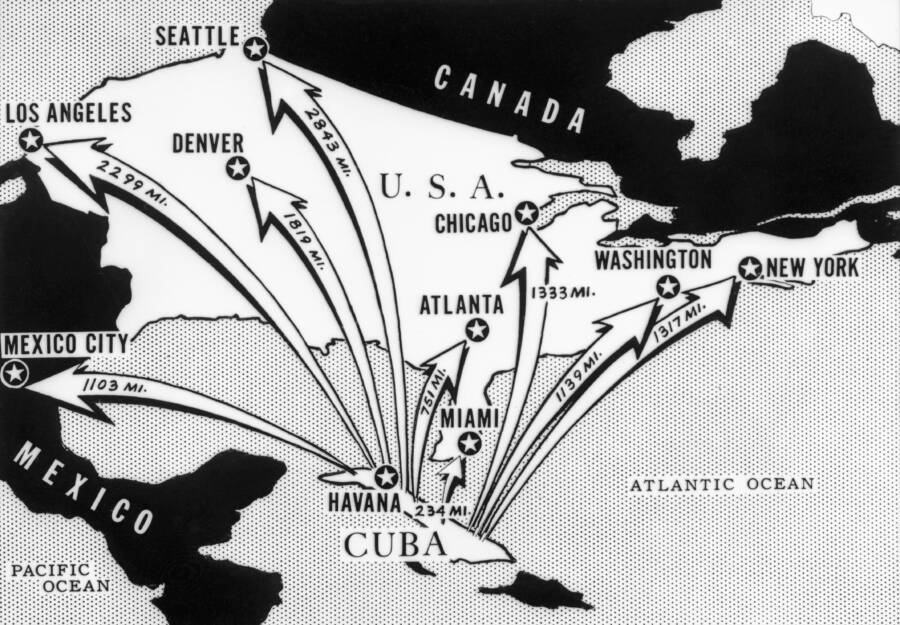 SEATTLE
CANADA
LOS ANGELES
2843 MI.
DENVER
2299 MI.
U. S. A.
CHICAGO
1819 MI.
WASHINGTON
NEW YORK
1333 MI.
ATLANTA
1317 MI.
MEXICO CITY
1103 MI.
751 MI.
1139 MI.
MIAMI
MEXICO
HAVANA
234 MI.
ATLANTIC OCEAN
CUBA
PACIFIC
OCEAN